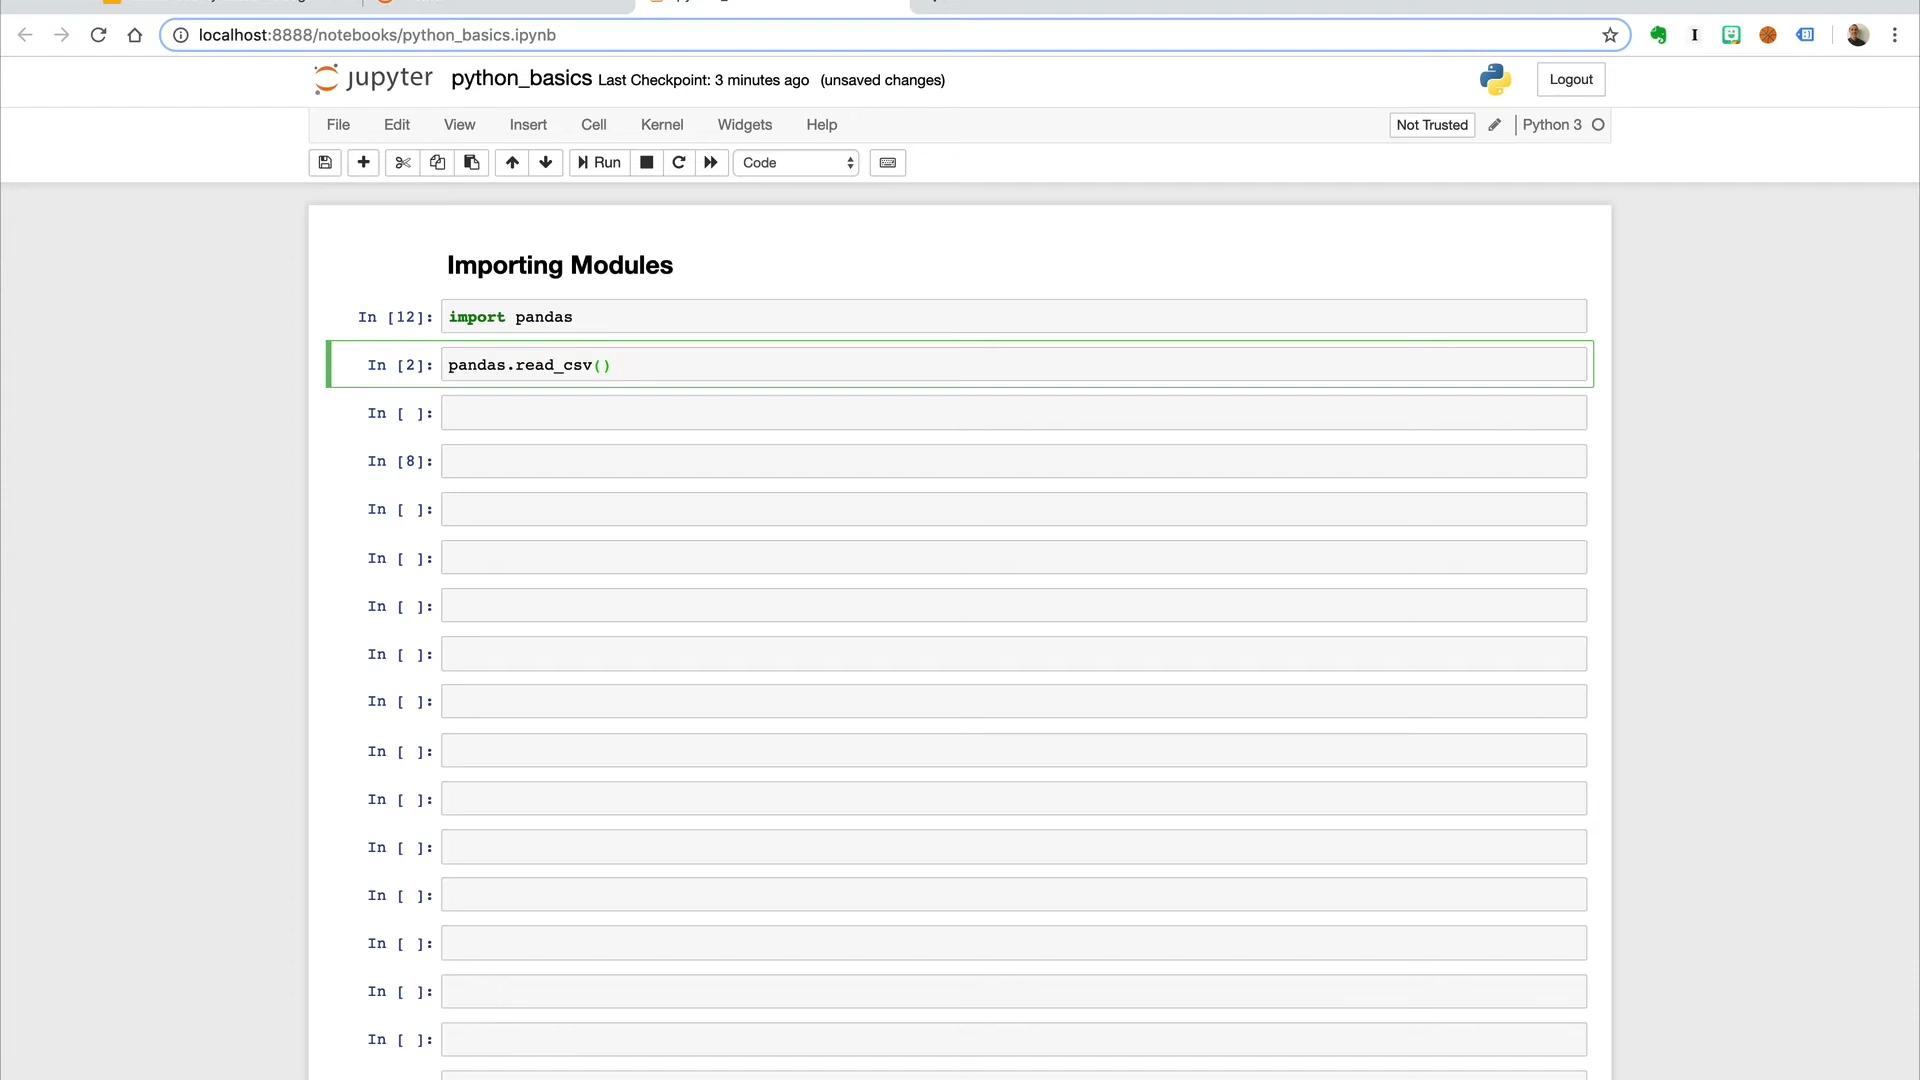 localhost:8888/notebooks/python_basics.ipynb
jupyter python_basics Last Checkpoint: 3 minutes ago (unsaved changes)
Logout
File Edit View Insert Cell Kernel Widgets Help
Not Trusted Python 3
Run Code
Importing Modules
In [12]: import pandas
In [2]: pandas.read_csv()
In [ ]:
In [8]:
In [ ]:
In [ ]:
In [ ]:
In [ ]:
In [ ]:
In [ ]:
In [ ]:
In [ ]:
In [ ]:
In [ ]:
In [ ]:
In [ ]: